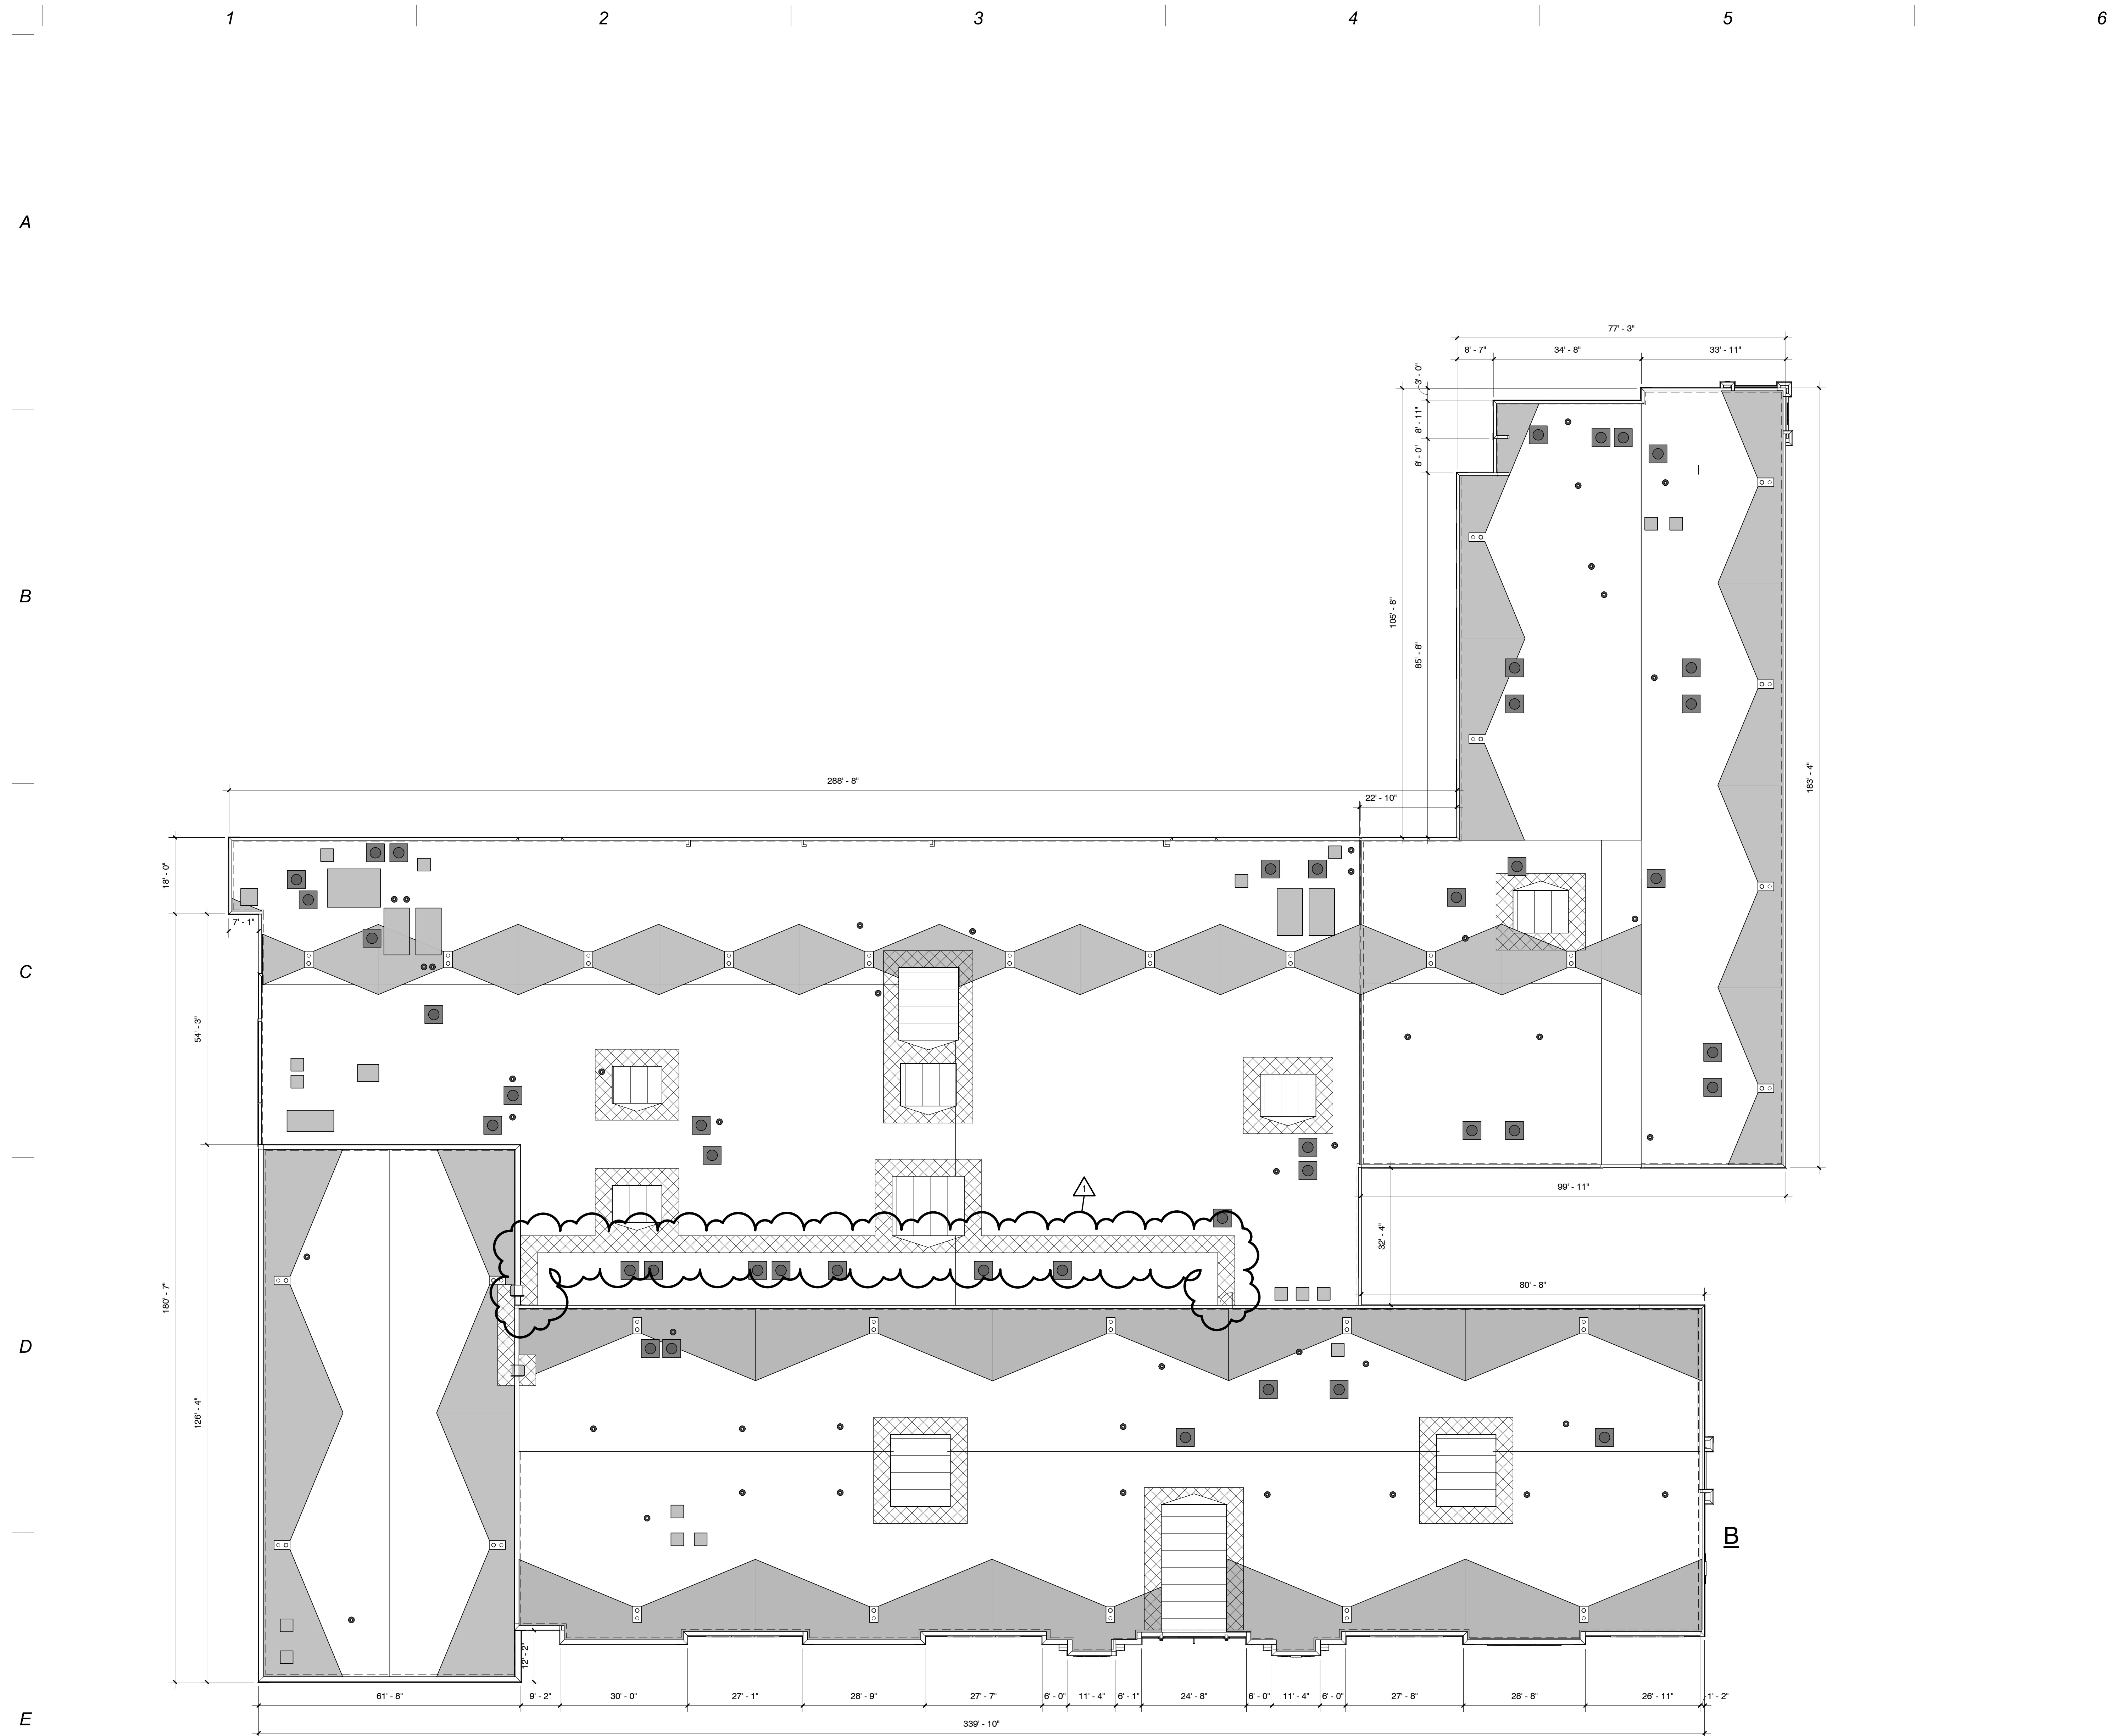 1 2 3 4 5 6
A
77' - 3"
8' - 7" 34' - 8" 33' - 11"
3' - 0"
8' - 11"
8' - 0"
B
105' - 8"
85' - 8"
183' - 4"
288' - 8"
22' - 10"
18' - 0"
7' - 1"
C
54' - 3"
1
99' - 11"
32' - 4"
180' - 7"
80' - 8"
D
126' - 4"
B
12' - 2"
61' - 8" 9' - 2" 30' - 0" 27' - 1" 28' - 9" 27' - 7" 6' - 0" 11' - 4" 6' - 1" 24' - 8" 6' - 0" 11' - 4" 6' - 0" 27' - 8" 28' - 8" 26' - 11" 1' - 2"
E
339' - 10"